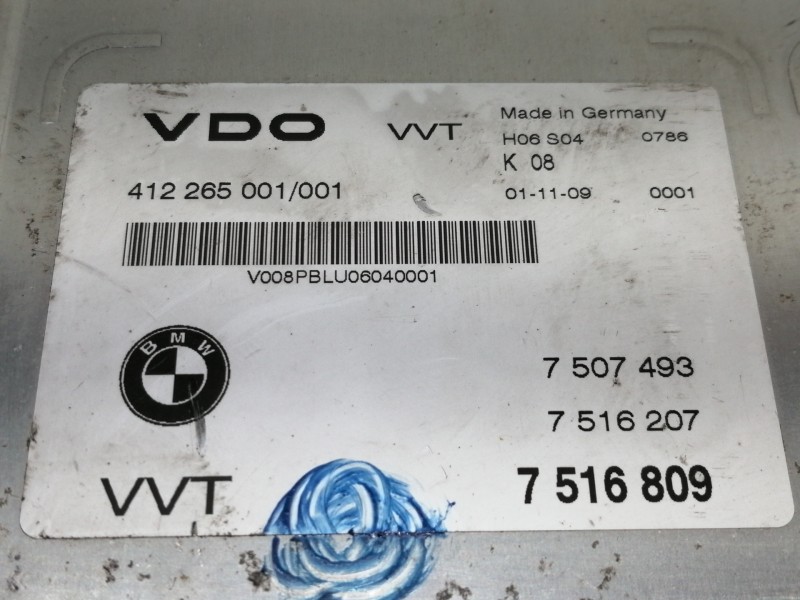 VDO VVT Made in Germany
H06 S04 0786
K 08
412 265 001/001 01-11-09 0001
V008PBLU06040001
BMW
7 507 493
7 516 207
VVT 7 516 809